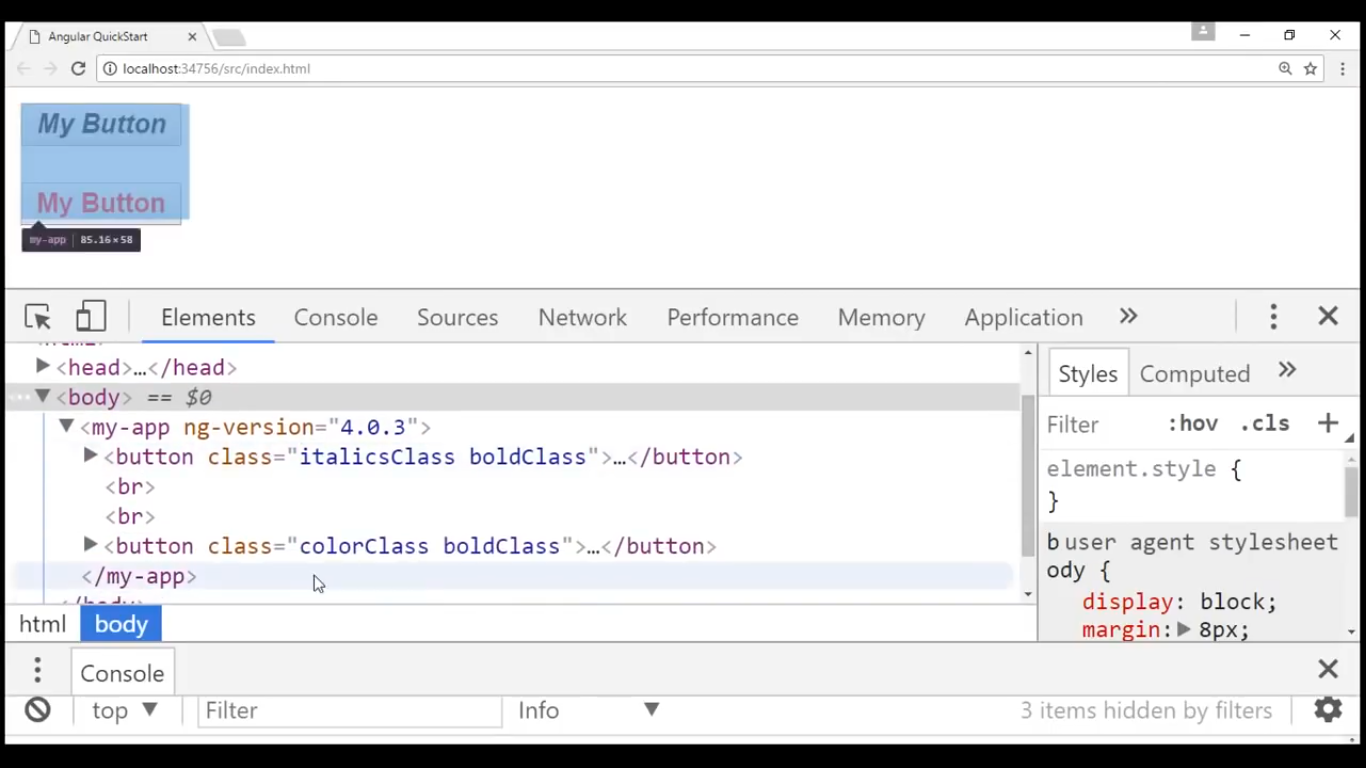 Angular QuickStart
localhost:34756/src/index.html
My Button
My Button
my-app | 85.16×58
Elements Console Sources Network Performance Memory Application »
<head>…</head>
<body> == $0
<my-app ng-version="4.0.3">
<button class="italicsClass boldClass">…</button>
<br>
<br>
<button class="colorClass boldClass">…</button>
</my-app>
</body>
html body
Styles Computed »
Filter :hov .cls +
element.style {
}
b user agent stylesheet
ody {
display: block;
margin: 8px;
Console
top Filter Info 3 items hidden by filters